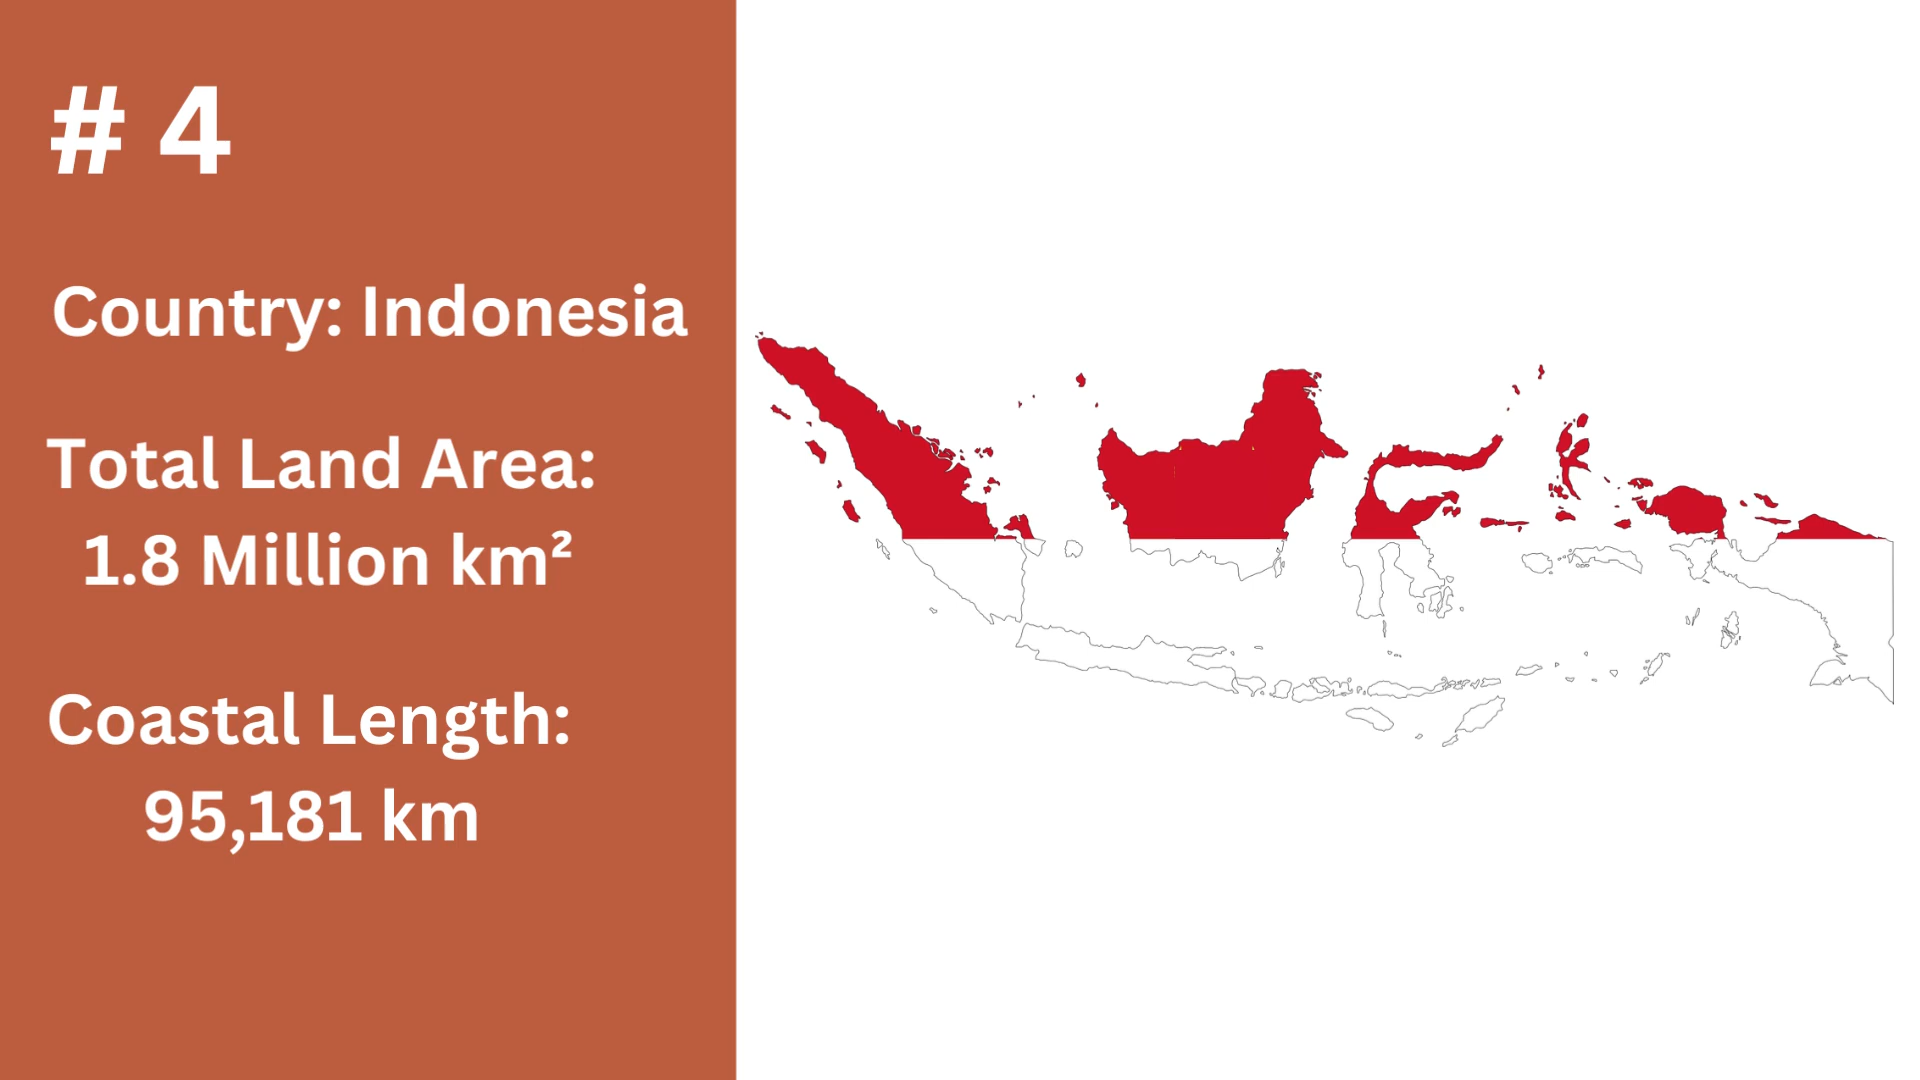 # 4
Country: Indonesia
Total Land Area:
1.8 Million km²
Coastal Length:
95,181 km